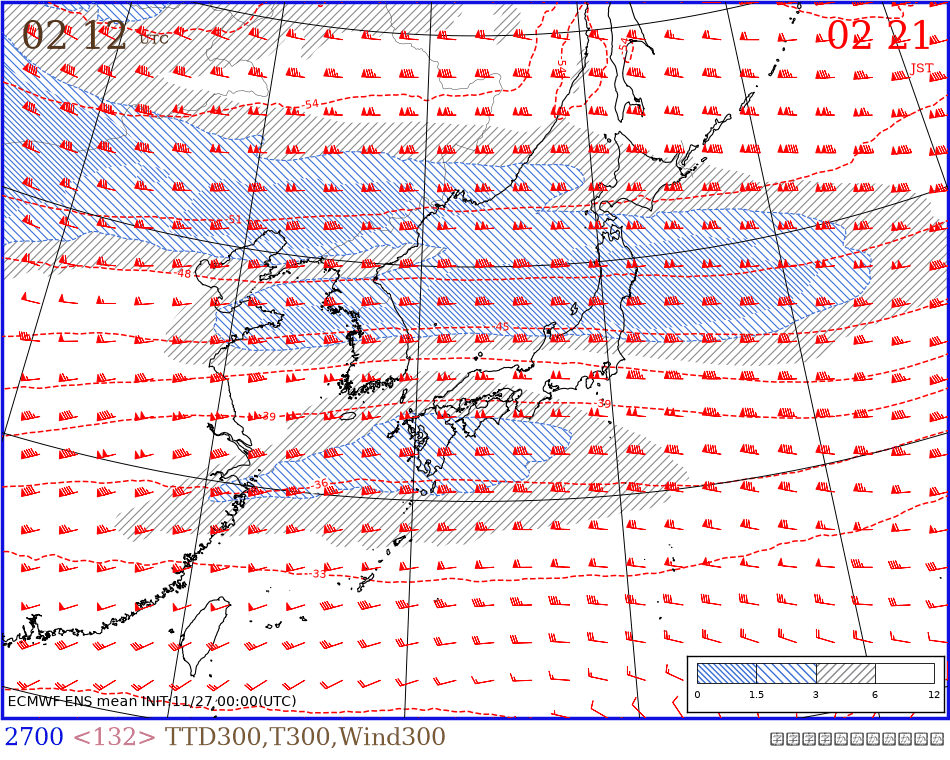 02 12 UTC
02 21 JST
-54
-54
-54
-51
-48
-45
-39
-39
-36
-33
ECMWF ENS mean INIT:11/27,00:00(UTC)
0 1.5 3 6 12
2700 <132> TTD300,T300,Wind300